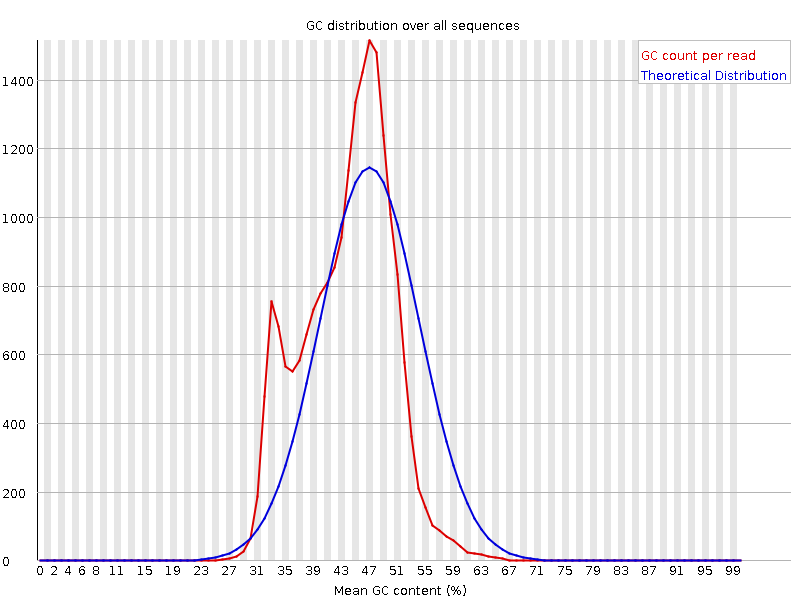 GC distribution over all sequences
GC count per read
Theoretical Distribution
1400
1200
1000
800
600
400
200
0
0 2 4 6 8 11 15 19 23 27 31 35 39 43 47 51 55 59 63 67 71 75 79 83 87 91 95 99
Mean GC content (%)